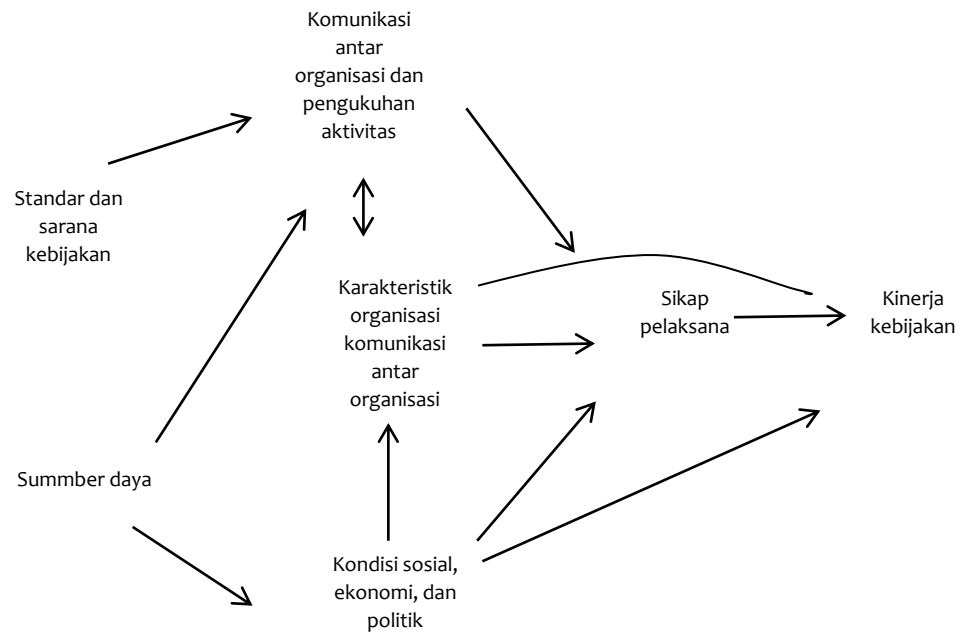 Komunikasi
antar
organisasi dan
pengukuhan
aktivitas
Standar dan
sarana
kebijakan
Karakteristik
organisasi
komunikasi
antar
organisasi
Sikap
pelaksana
Kinerja
kebijakan
Summber daya
Kondisi sosial,
ekonomi, dan
politik